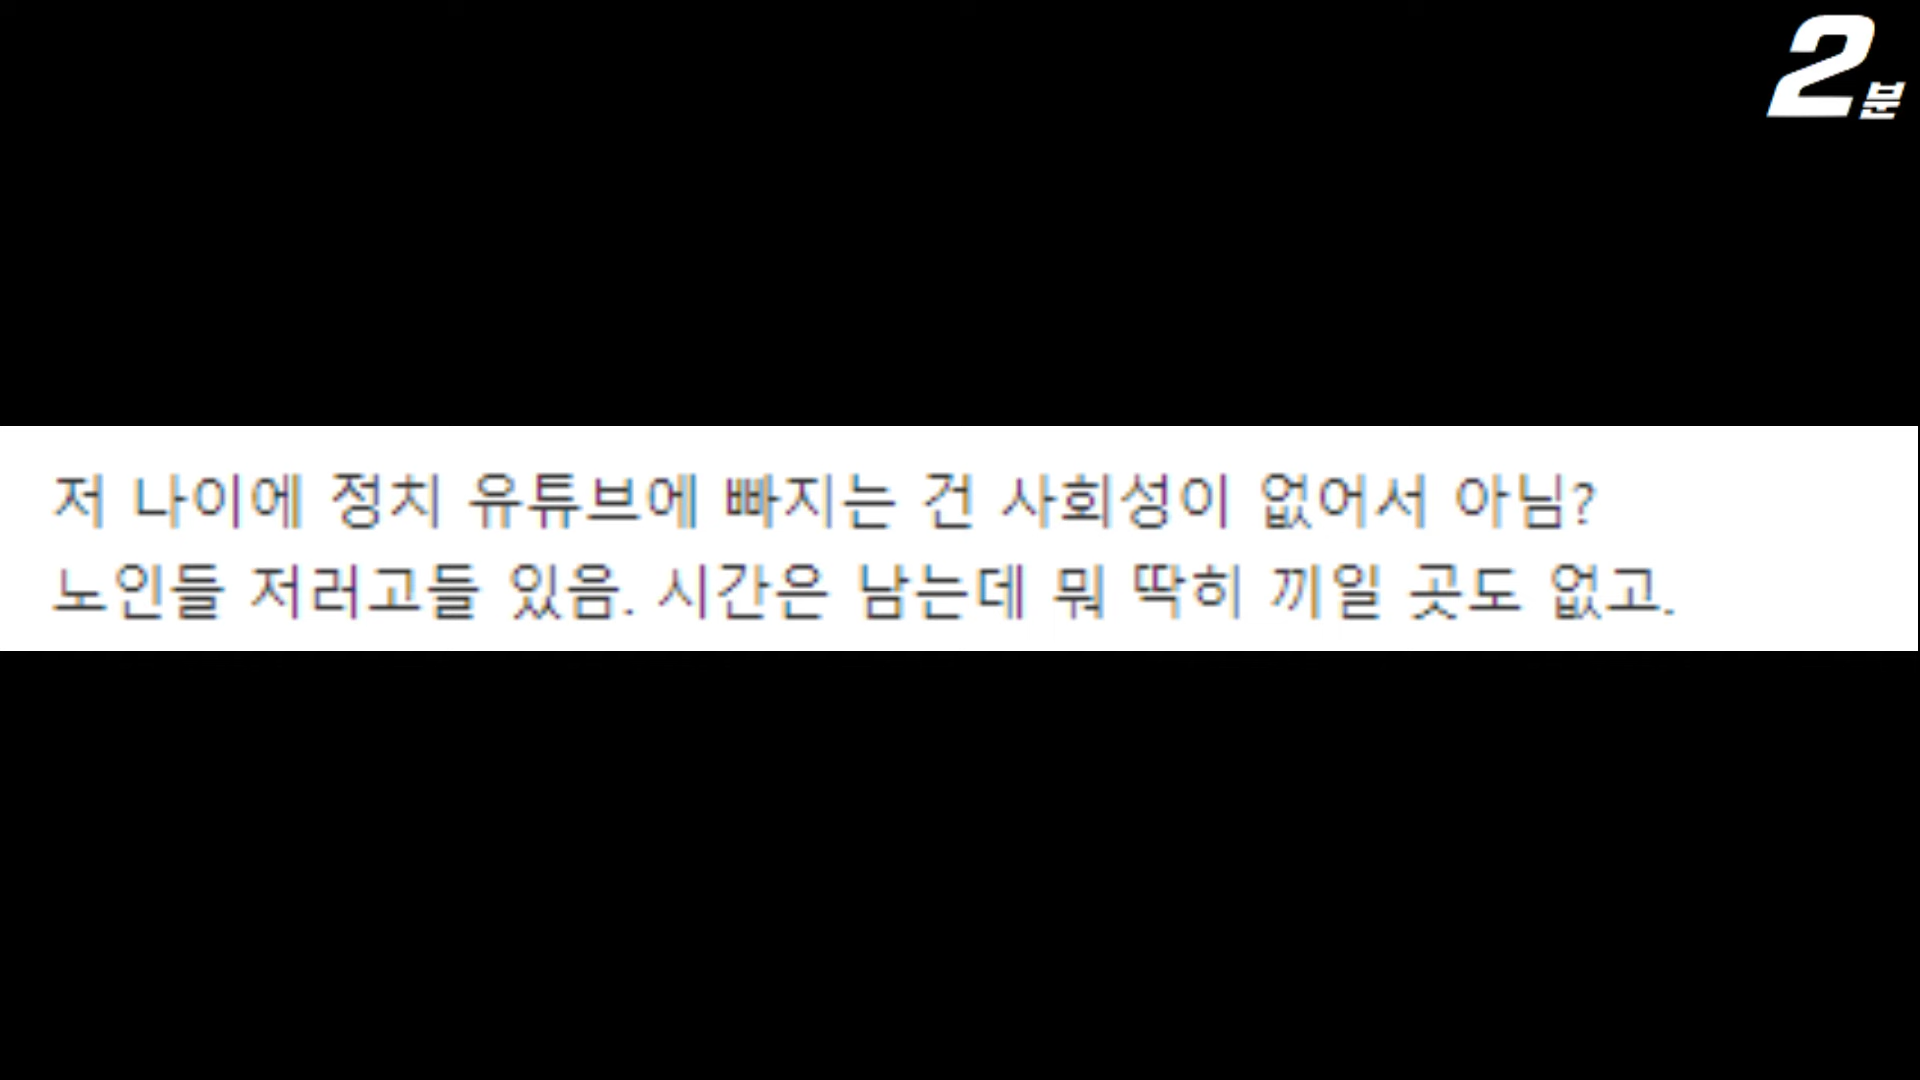 2분
저 나이에 정치 유튜브에 빠지는 건 사회성이 없어서 아님?
노인들 저러고들 있음. 시간은 남는데 뭐 딱히 끼일 곳도 없고.